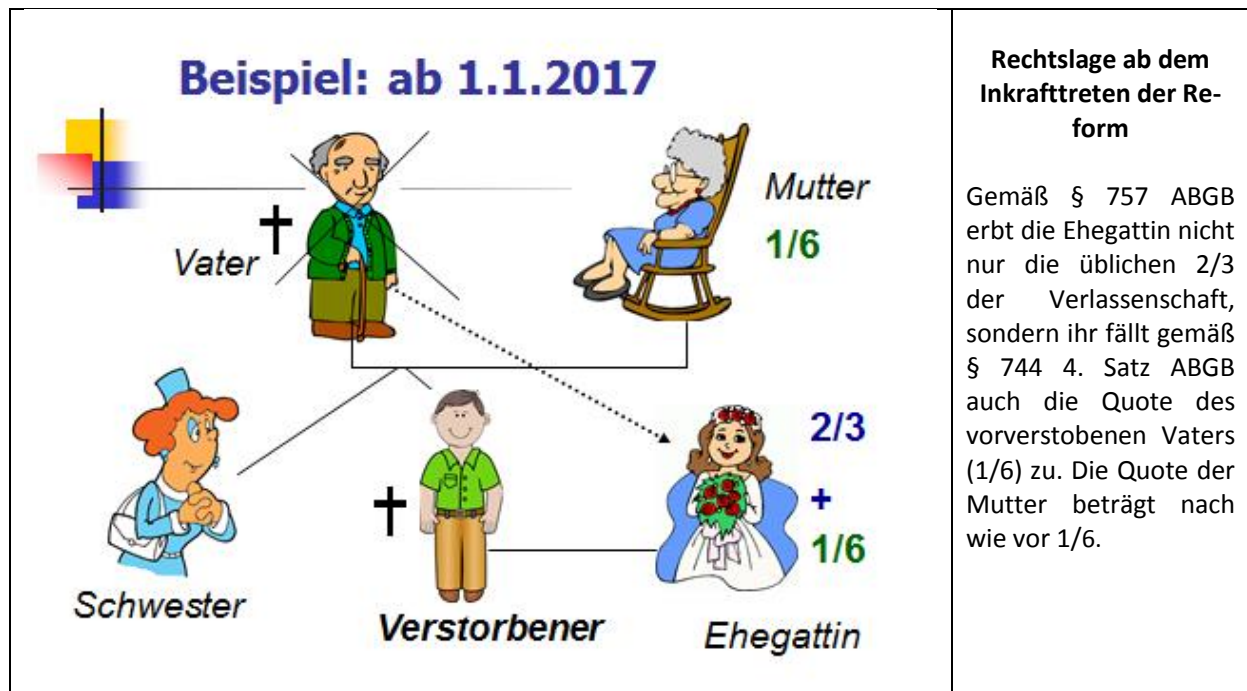 Beispiel: ab 1.1.2017
Vater
Mutter
1/6
Schwester
Verstorbener
2/3
+
1/6
Ehegattin
Rechtslage ab dem
Inkrafttreten der Re-
form
Gemäß § 757 ABGB
erbt die Ehegattin nicht
nur die üblichen 2/3
der Verlassenschaft,
sondern ihr fällt gemäß
§ 744 4. Satz ABGB
auch die Quote des
vorverstobenen Vaters
(1/6) zu. Die Quote der
Mutter beträgt nach
wie vor 1/6.